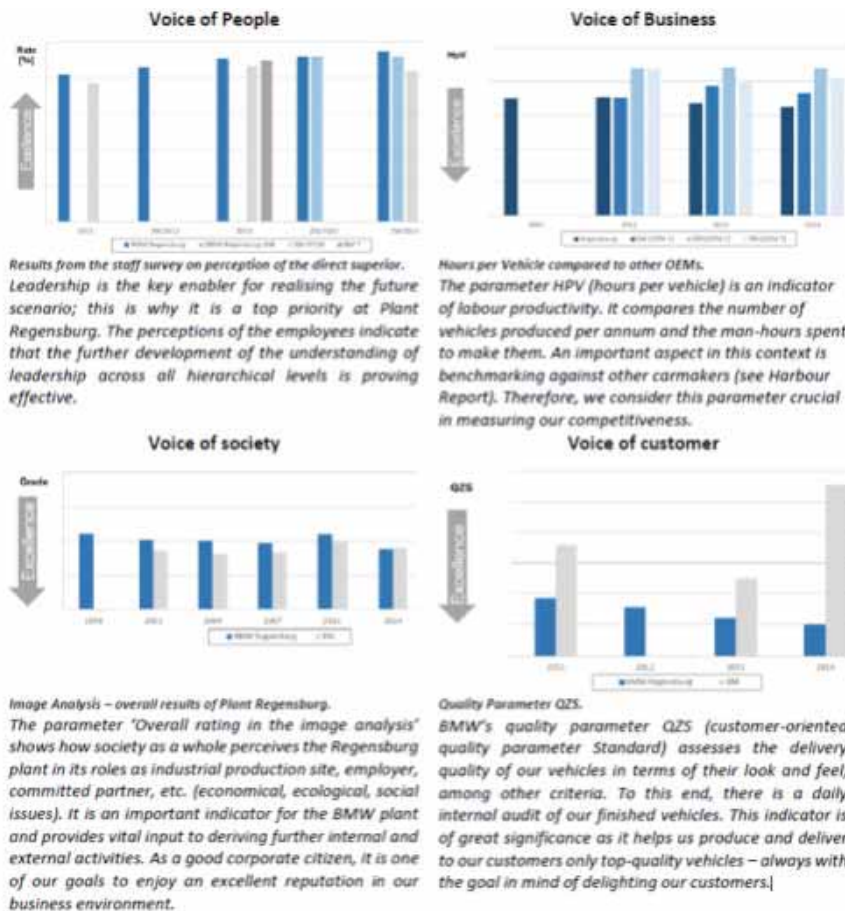 Voice of People
Rate
[%]
Excellence
Results from the staff survey on perception of the direct superior.
Leadership is the key enabler for realising the future
scenario; this is why it is a top priority at Plant
Regensburg. The perceptions of the employees indicate
that the further development of the understanding of
leadership across all hierarchical levels is proving
effective.
Voice of Business
HpV
Excellence
Hours per Vehicle compared to other OEMs.
The parameter HPV (hours per vehicle) is an indicator
of labour productivity. It compares the number of
vehicles produced per annum and the man-hours spent
to make them. An important aspect in this context is
benchmarking against other carmakers (see Harbour
Report). Therefore, we consider this parameter crucial
in measuring our competitiveness.
Voice of society
Grade
Excellence
BMW Regensburg
Image Analysis – overall results of Plant Regensburg.
The parameter 'Overall rating in the image analysis'
shows how society as a whole perceives the Regensburg
plant in its roles as industrial production site, employer,
committed partner, etc. (economical, ecological, social
issues). It is an important indicator for the BMW plant
and provides vital input to deriving further internal and
external activities. As a good corporate citizen, it is one
of our goals to enjoy an excellent reputation in our
business environment.
Voice of customer
QZS
Excellence
2011 2012 2013 2014
BMW Regensburg
Quality Parameter QZS.
BMW's quality parameter QZS (customer-oriented
quality parameter Standard) assesses the delivery
quality of our vehicles in terms of their look and feel,
among other criteria. To this end, there is a daily
internal audit of our finished vehicles. This indicator is
of great significance as it helps us produce and deliver
to our customers only top-quality vehicles – always with
the goal in mind of delighting our customers.